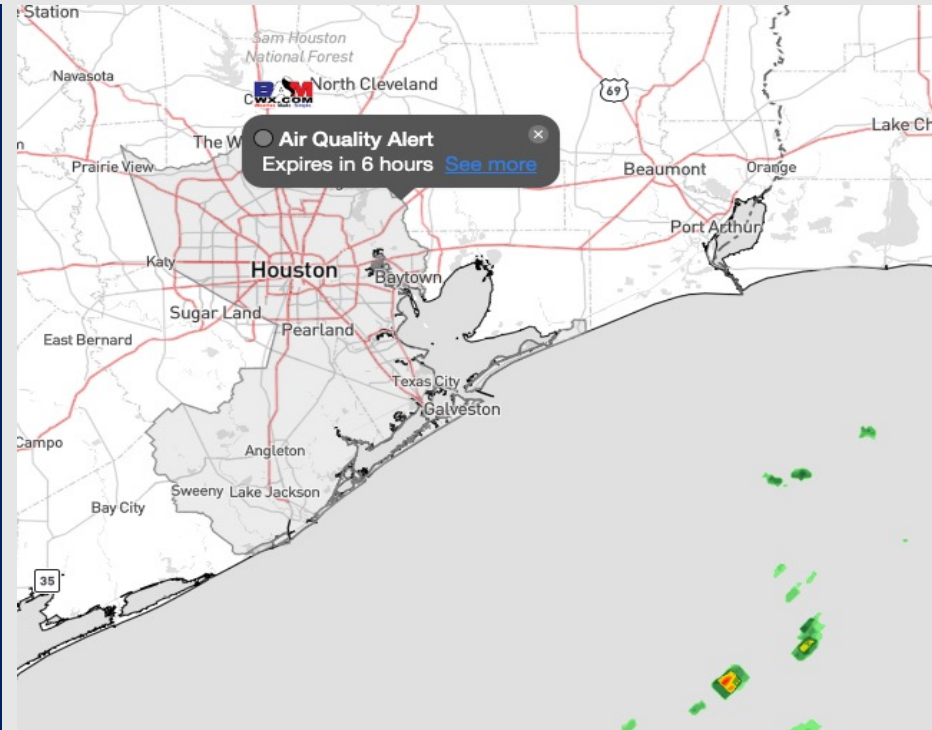 Station
Sam Houston
National Forest
Navasota
North Cleveland
BAM
WX.COM
69
The W
Air Quality Alert
Expires in 6 hours See more
Lake Ch
Prairie View
Beaumont
Orange
Port Arthur
Katy
Houston
Baytown
Sugar Land
Pearland
East Bernard
Texas City
Galveston
Campo
Angleton
Sweeny
Lake Jackson
Bay City
35